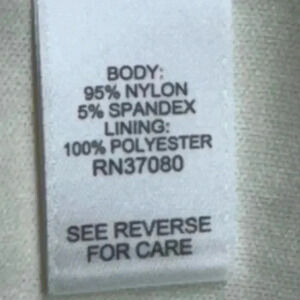 BODY:
95% NYLON
5% SPANDEX
LINING:
100% POLYESTER
RN37080
SEE REVERSE
FOR CARE